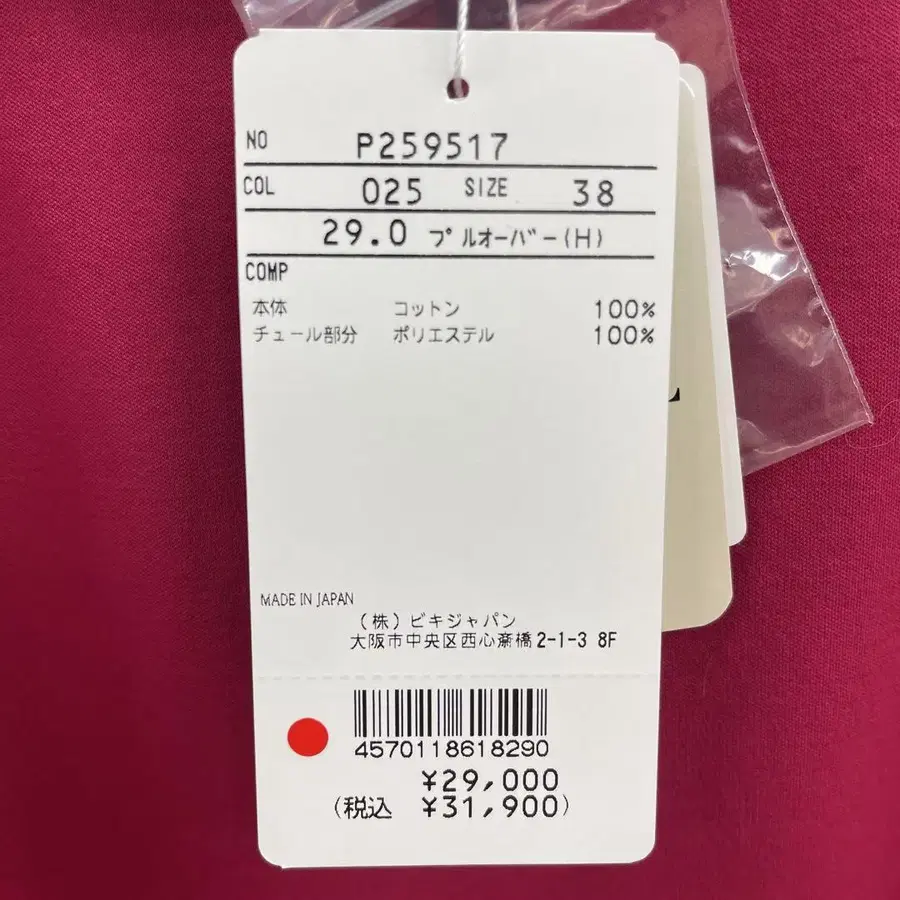 NO P259517
COL 025 SIZE 38
29.0 プルオーバー(H)
COMP
本体 コットン 100%
チュール部分 ポリエステル 100%
MADE IN JAPAN
(株)ビキジャパン
大阪市中央区西心斎橋2-1-3 8F
4570118618290
¥29,000
(税込 ¥31,900)